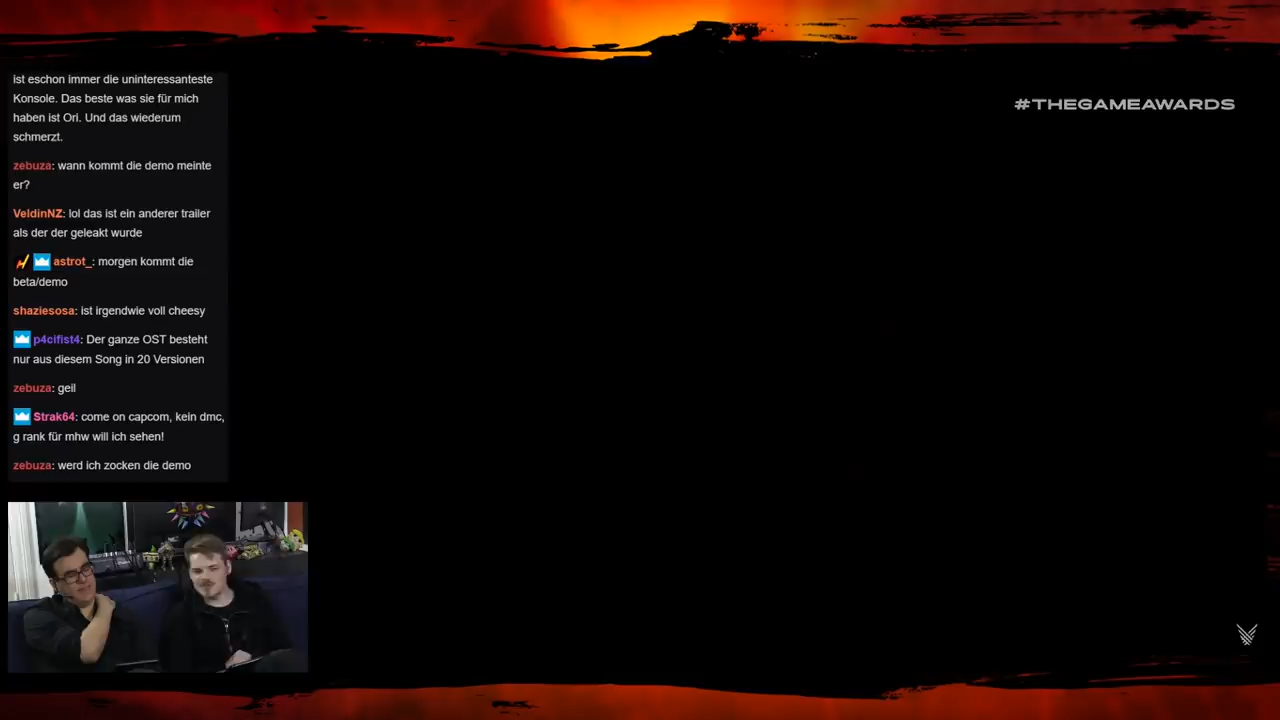 ist eschon immer die uninteressanteste
Konsole. Das beste was sie für mich
haben ist Ori. Und das wiederum
schmerzt.
zebuza: wann kommt die demo meinte
er?
VeldinNZ: lol das ist ein anderer trailer
als der der geleakt wurde
astrot_: morgen kommt die
beta/demo
shaziesosa: ist irgendwie voll cheesy
p4cifist4: Der ganze OST besteht
nur aus diesem Song in 20 Versionen
zebuza: geil
Strak64: come on capcom, kein dmc,
g rank für mhw will ich sehen!
zebuza: werd ich zocken die demo
#THEGAMEAWARDS